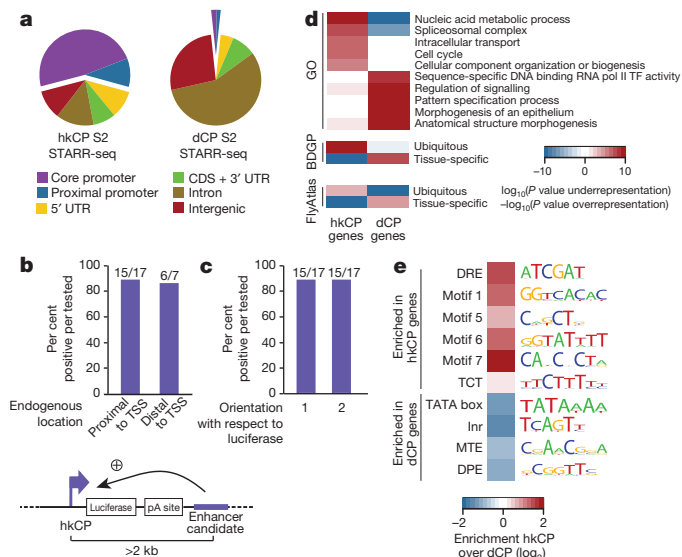 a
hkCP S2
STARR-seq
dCP S2
STARR-seq
Core promoter
Proximal promoter
5′ UTR
CDS + 3′ UTR
Intron
Intergenic
d
GO
Nucleic acid metabolic process
Spliceosomal complex
Intracellular transport
Cell cycle
Cellular component organization or biogenesis
Sequence-specific DNA binding RNA pol II TF activity
Regulation of signalling
Pattern specification process
Morphogenesis of an epithelium
Anatomical structure morphogenesis
BDGP
Ubiquitous
Tissue-specific
FlyAtlas
Ubiquitous
Tissue-specific
hkCP
genes
dCP
genes
–10 0 10
log10(P value underrepresentation)
–log10(P value overrepresentation)
b
Per cent
positive per tested
100
80
60
40
20
0
15/17
6/7
Endogenous
location
Proximal
to TSS
Distal
to TSS
c
Per cent
positive per tested
100
80
60
40
20
0
15/17 15/17
Orientation
with respect to
luciferase
1 2
⊕
hkCP
Luciferase
pA site
Enhancer
candidate
>2 kb
e
Enriched in
hkCP genes
DRE
ATCGAT
Motif 1
GGTCACAC
Motif 5
Motif 6
GGTATTTT
Motif 7
TCT
TTCTTT
Enriched in
dCP genes
TATA box
TATAAAA
Inr
TCAGTT
MTE
DPE
CGGTTC
–2 0 2
Enrichment hkCP
over dCP (log2)